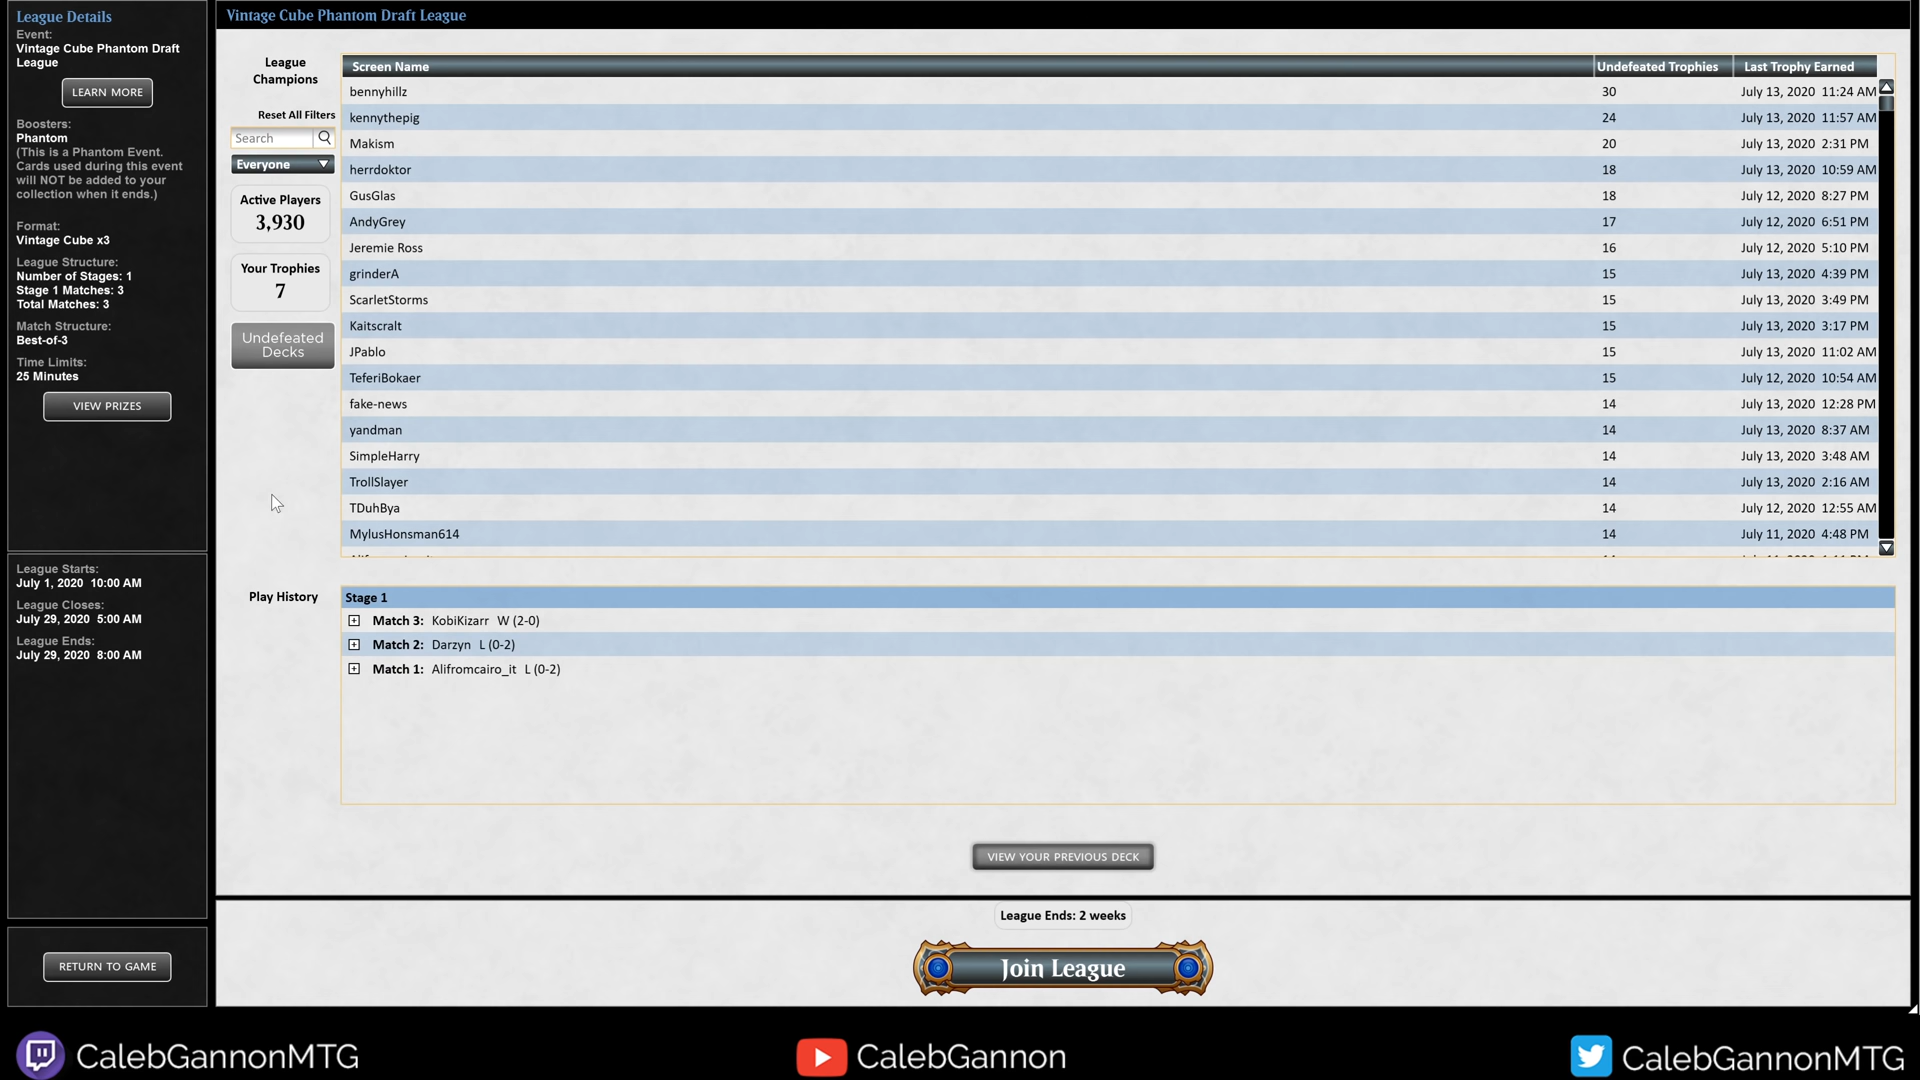 League Details
Event:
Vintage Cube Phantom Draft
League
LEARN MORE
Boosters:
Phantom
(This is a Phantom Event.
Cards used during this event
will NOT be added to your
collection when it ends.)
Format:
Vintage Cube x3
League Structure:
Number of Stages: 1
Stage 1 Matches: 3
Total Matches: 3
Match Structure:
Best-of-3
Time Limits:
25 Minutes
VIEW PRIZES
League Starts:
July 1, 2020 10:00 AM
League Closes:
July 29, 2020 5:00 AM
League Ends:
July 29, 2020 8:00 AM
RETURN TO GAME
Vintage Cube Phantom Draft League
League
Champions
Reset All Filters
Search
Everyone
Active Players
3,930
Your Trophies
7
Undefeated
Decks
Screen Name Undefeated Trophies Last Trophy Earned
bennyhillz 30 July 13, 2020 11:24 AM
kennythepig 24 July 13, 2020 11:57 AM
Makism 20 July 13, 2020 2:31 PM
herrdoktor 18 July 13, 2020 10:59 AM
GusGlas 18 July 12, 2020 8:27 PM
AndyGrey 17 July 12, 2020 6:51 PM
Jeremie Ross 16 July 12, 2020 5:10 PM
grinderA 15 July 13, 2020 4:39 PM
ScarletStorms 15 July 13, 2020 3:49 PM
Kaitscralt 15 July 13, 2020 3:17 PM
JPablo 15 July 13, 2020 11:02 AM
TeferiBokaer 15 July 12, 2020 10:54 AM
fake-news 14 July 13, 2020 12:28 PM
yandman 14 July 13, 2020 8:37 AM
SimpleHarry 14 July 13, 2020 3:48 AM
TrollSlayer 14 July 13, 2020 2:16 AM
TDuhBya 14 July 12, 2020 12:55 AM
MylusHonsman614 14 July 11, 2020 4:48 PM
Play History
Stage 1
Match 3: KobiKizarr W (2-0)
Match 2: Darzyn L (0-2)
Match 1: Alifromcairo_it L (0-2)
VIEW YOUR PREVIOUS DECK
League Ends: 2 weeks
Join League
CalebGannonMTG
CalebGannon
CalebGannonMTG